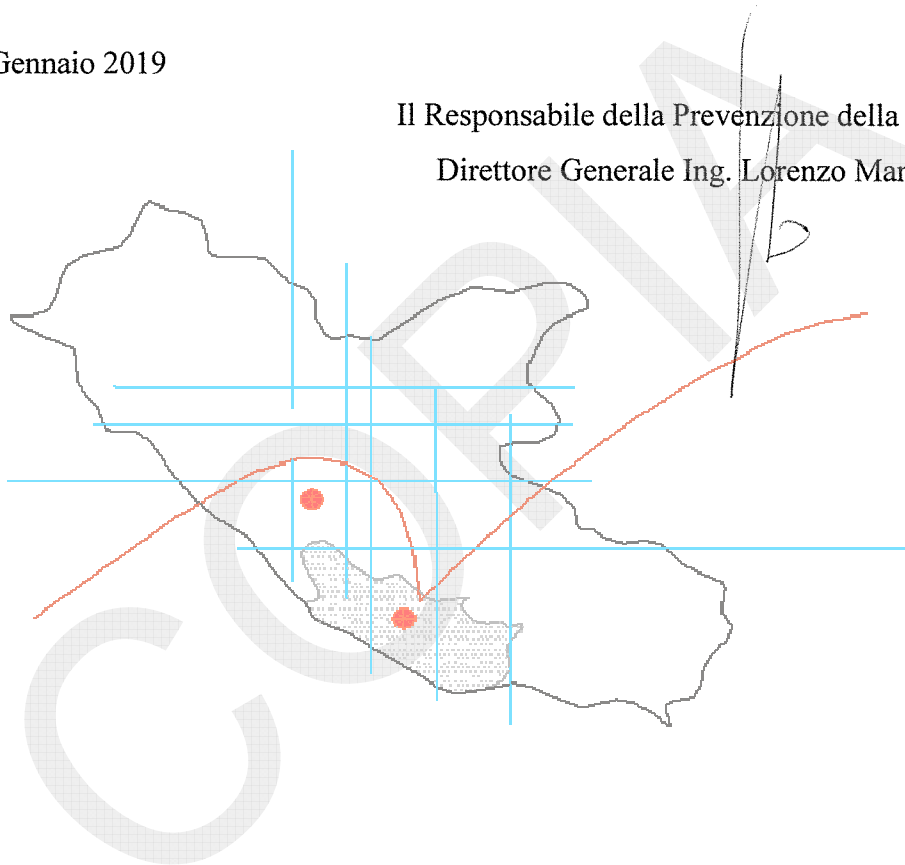 Gennaio 2019
Il Responsabile della Prevenzione della
Direttore Generale Ing. Lorenzo Mar
COPIA